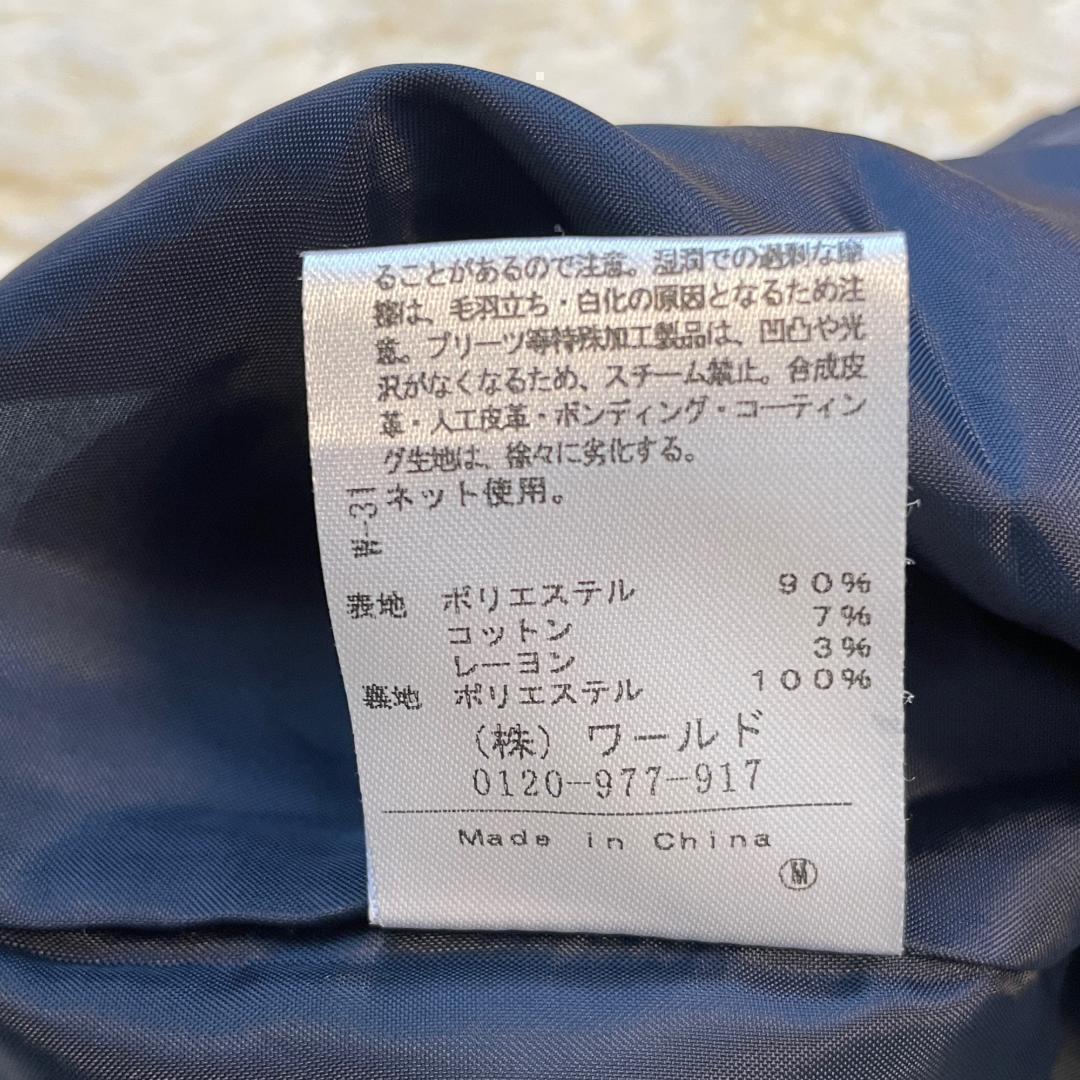 ることがあるので注意。湿潤での過剰な摩
擦は、毛羽立ち・白化の原因となるため注
意。プリーツ等特殊加工製品は、凹凸や光
沢がなくなるため、スチーム禁止。合成皮
革・人工皮革・ボンディング・コーティン
グ生地は、徐々に劣化する。
ネット使用。
W-31
表地 ポリエステル 90%
コットン 7%
レーヨン 3%
裏地 ポリエステル 100%
(株) ワールド
0120-977-917
Made in China
M